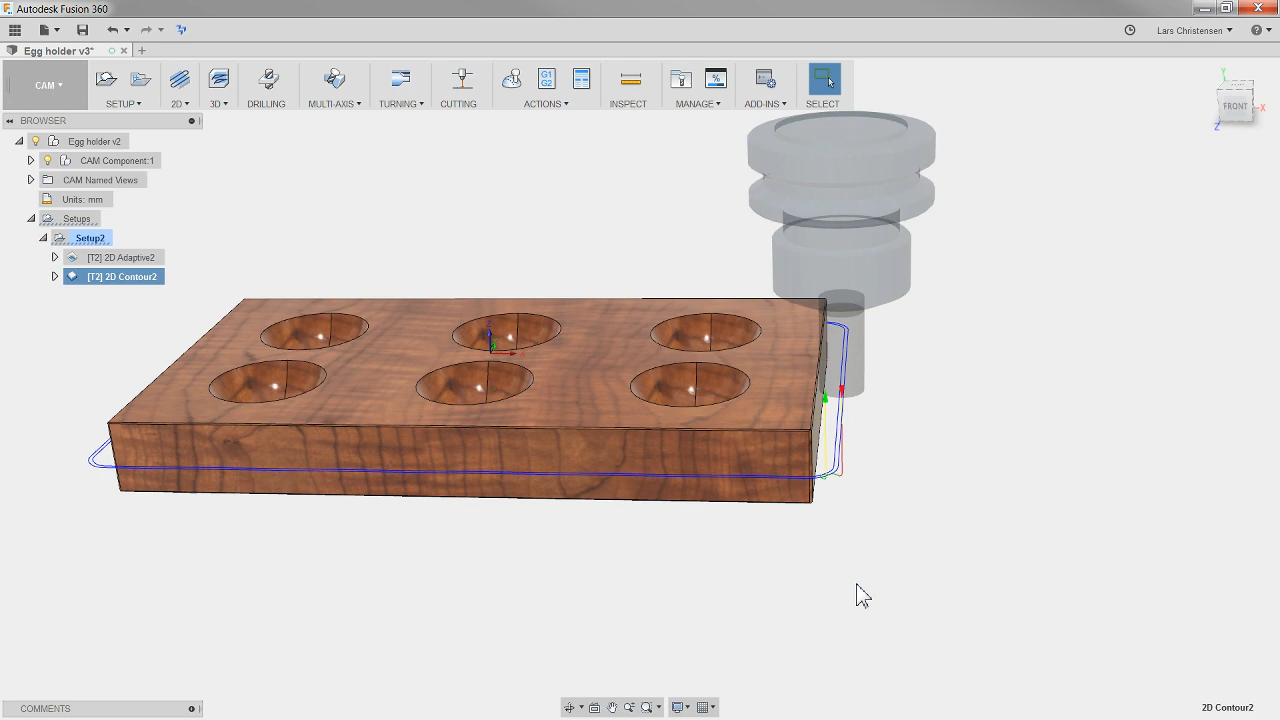 Autodesk Fusion 360
Lars Christensen
Egg holder v3*
CAM
SETUP
2D
3D
DRILLING
MULTI-AXIS
TURNING
CUTTING
G1
G2
ACTIONS
INSPECT
%
MANAGE
ADD-INS
SELECT
BROWSER
Egg holder v2
CAM Component:1
CAM Named Views
Units: mm
Setups
Setup2
[T2] 2D Adaptive2
[T2] 2D Contour2
Y
FRONT
X
Z
COMMENTS
2D Contour2